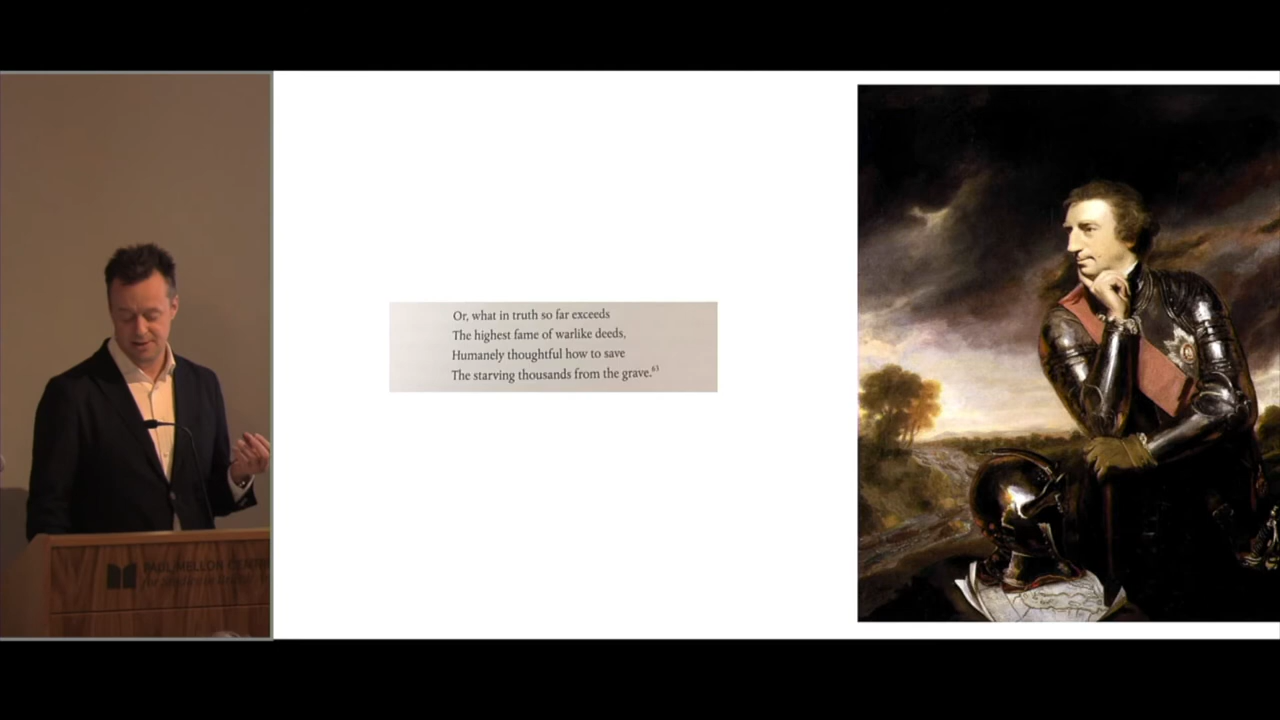 Or, what in truth so far exceeds
The highest fame of warlike deeds,
Humanely thoughtful how to save
The starving thousands from the grave.⁶³
PAUL MELLON CENTRE